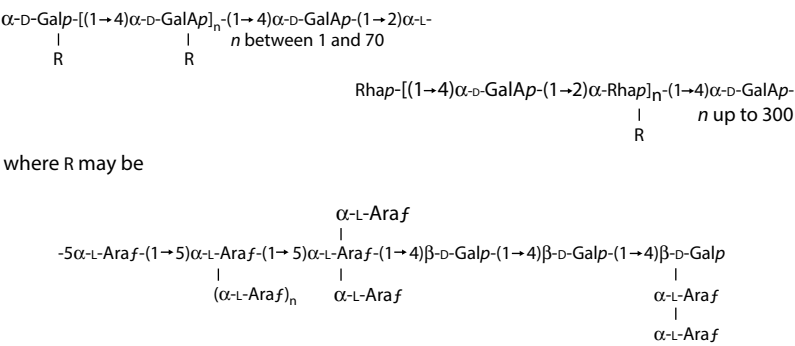 α-D-Galp-[(1→4)α-D-GalAp]n-(1→4)α-D-GalAp-(1→2)α-L-
R R n between 1 and 70
Rhap-[(1→4)α-D-GalAp-(1→2)α-Rhap]n-(1→4)α-D-GalAp-
R n up to 300
where R may be
α-L-Araf
-5α-L-Araf-(1→5)α-L-Araf-(1→ 5)α-L-Araf-(1→4)β-D-Galp-(1→4)β-D-Galp-(1→4)β-D-Galp
(α-L-Araf)n α-L-Araf α-L-Araf
α-L-Araf